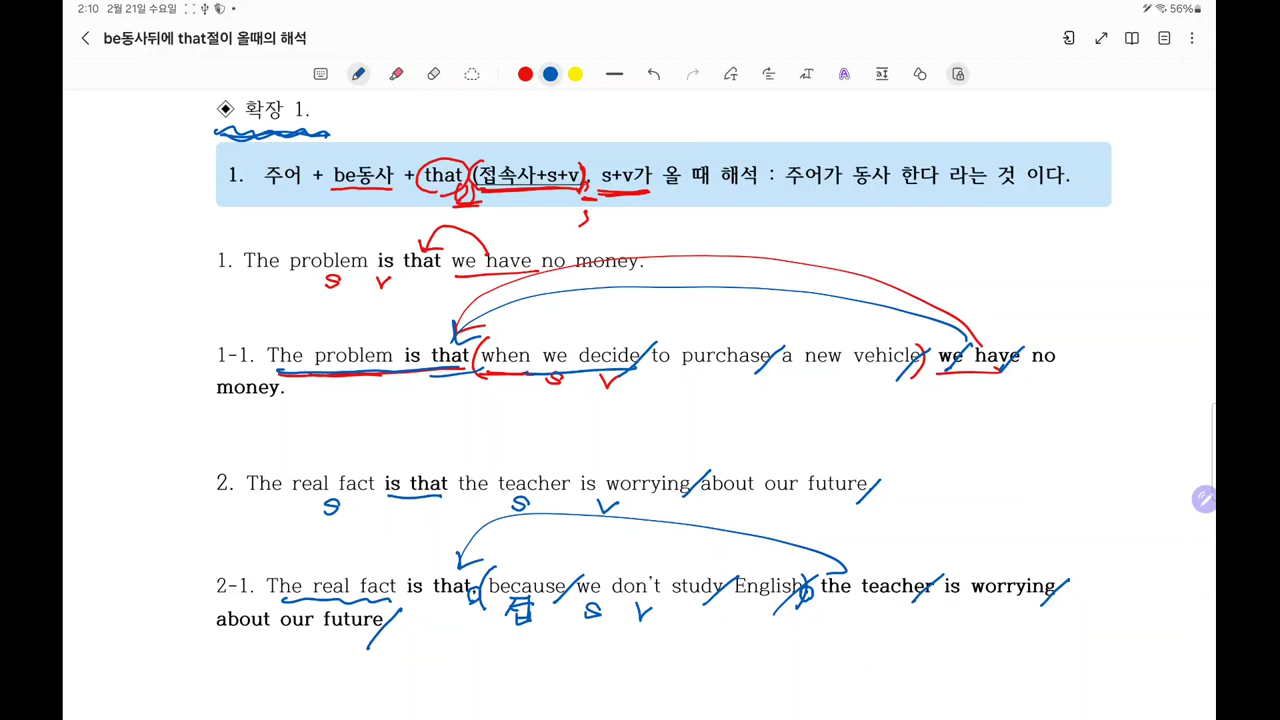 2:10 2월 21일 수요일 56%
be동사뒤에 that절이 올때의 해석
◈ 확장 1.
1. 주어 + be동사 + that (접속사+s+v), s+v가 올 때 해석 : 주어가 동사 한다 라는 것 이다.
1. The problem is that we have no money.
s v
1-1. The problem is that (when we decide to purchase a new vehicle) we have no
s v
money.
2. The real fact is that the teacher is worrying about our future
s s v
2-1. The real fact is that, (because we don't study English) the teacher is worrying
접 s v
about our future